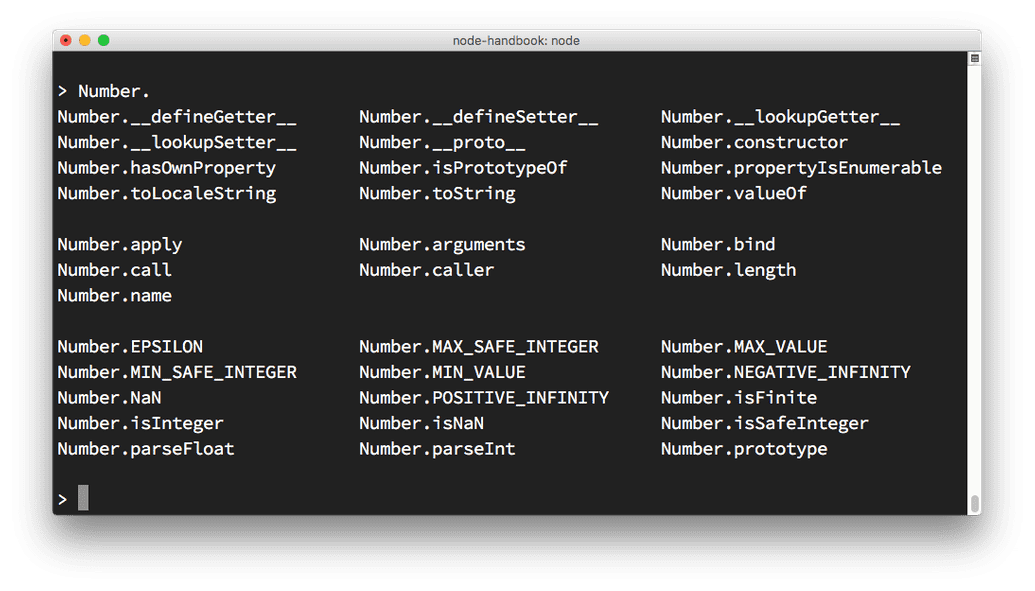 node-handbook: node
> Number.
Number.__defineGetter__ Number.__defineSetter__ Number.__lookupGetter__
Number.__lookupSetter__ Number.__proto__ Number.constructor
Number.hasOwnProperty Number.isPrototypeOf Number.propertyIsEnumerable
Number.toLocaleString Number.toString Number.valueOf
Number.apply Number.arguments Number.bind
Number.call Number.caller Number.length
Number.name
Number.EPSILON Number.MAX_SAFE_INTEGER Number.MAX_VALUE
Number.MIN_SAFE_INTEGER Number.MIN_VALUE Number.NEGATIVE_INFINITY
Number.NaN Number.POSITIVE_INFINITY Number.isFinite
Number.isInteger Number.isNaN Number.isSafeInteger
Number.parseFloat Number.parseInt Number.prototype
>